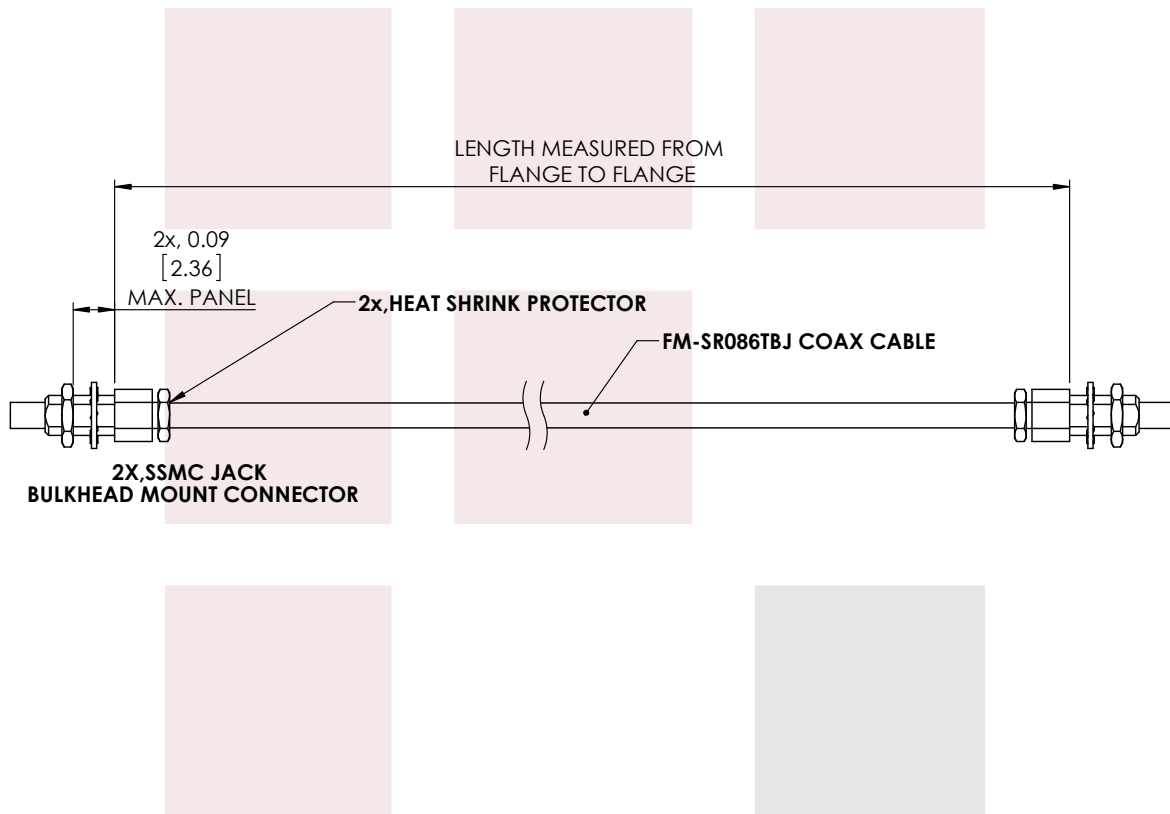 LENGTH MEASURED FROM
FLANGE TO FLANGE
2x, 0.09
[2.36]
MAX. PANEL
2x,HEAT SHRINK PROTECTOR
FM-SR086TBJ COAX CABLE
2X,SSMC JACK
BULKHEAD MOUNT CONNECTOR